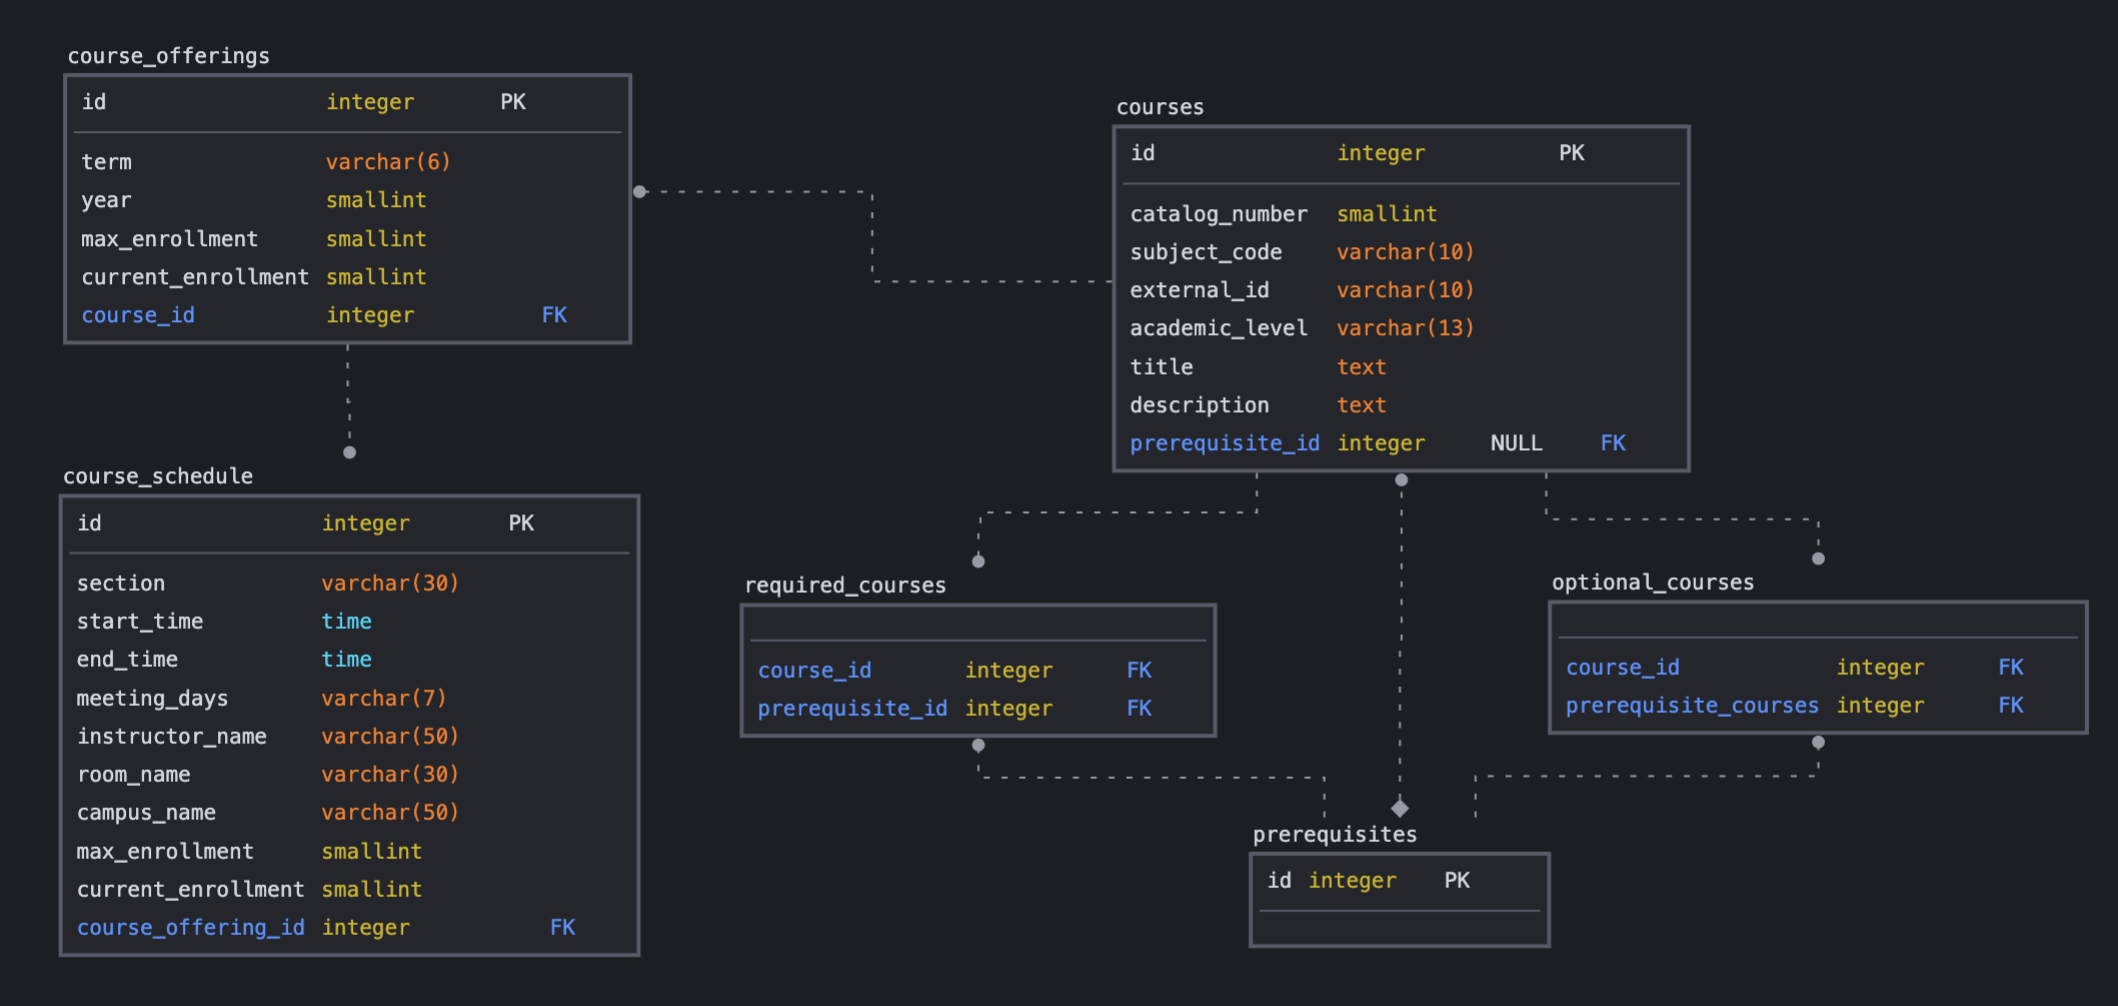 course_offerings
id integer PK
term varchar(6)
year smallint
max_enrollment smallint
current_enrollment smallint
course_id integer FK
course_schedule
id integer PK
section varchar(30)
start_time time
end_time time
meeting_days varchar(7)
instructor_name varchar(50)
room_name varchar(30)
campus_name varchar(50)
max_enrollment smallint
current_enrollment smallint
course_offering_id integer FK
courses
id integer PK
catalog_number smallint
subject_code varchar(10)
external_id varchar(10)
academic_level varchar(13)
title text
description text
prerequisite_id integer NULL FK
required_courses
course_id integer FK
prerequisite_id integer FK
optional_courses
course_id integer FK
prerequisite_courses integer FK
prerequisites
id integer PK